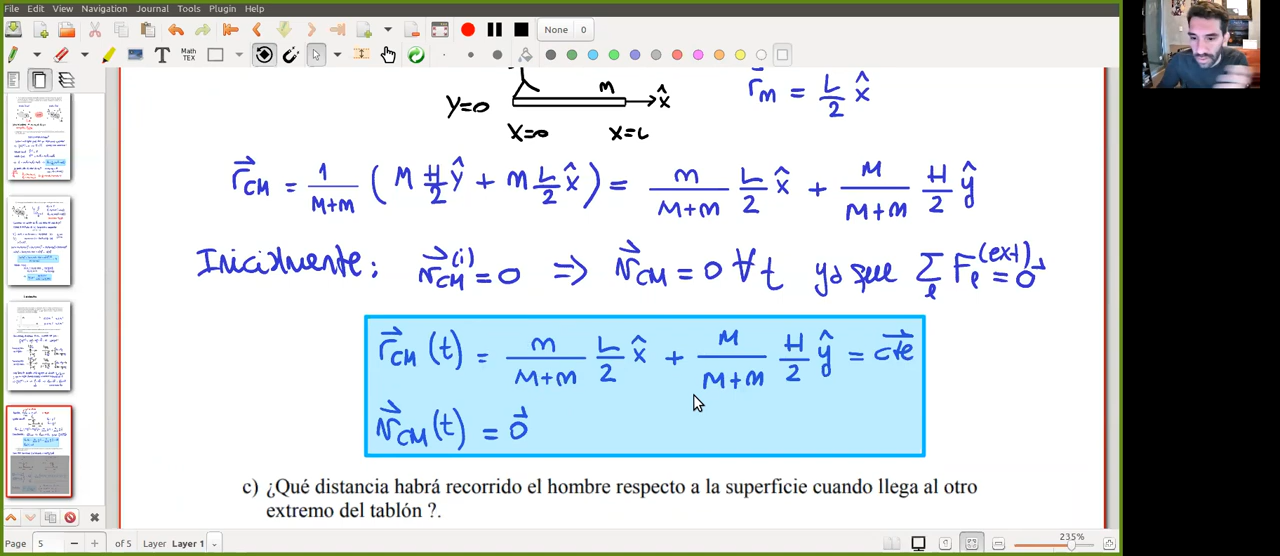 File Edit View Navigation Journal Tools Plugin Help
None 0
Math TEX
m
x̂
y=0
x=0 x=L
r⃗m = L/2 x̂
r⃗CM = 1/(M+m) (M H/2 ŷ + m L/2 x̂) = m/(M+m) L/2 x̂ + M/(M+m) H/2 ŷ
Inicialmente: v⃗CM(i) = 0 ⇒ v⃗CM = 0 ∀t ya que ∑ℓ F⃗ℓ(ext) = 0⃗
r⃗CM(t) = m/(M+m) L/2 x̂ + M/(M+m) H/2 ŷ = cte
v⃗CM(t) = 0⃗
c) ¿Qué distancia habrá recorrido el hombre respecto a la superficie cuando llega al otro
extremo del tablón ?.
Page 5 of 5 Layer Layer 1 235%